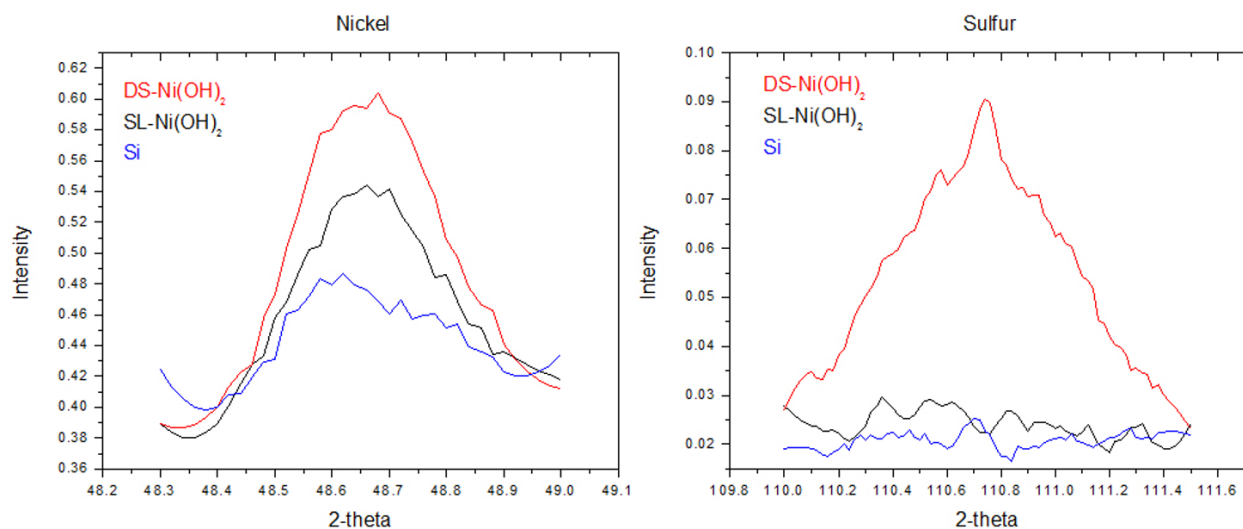 Nickel
DS-Ni(OH)₂
SL-Ni(OH)₂
Si
Intensity
0.62
0.60
0.58
0.56
0.54
0.52
0.50
0.48
0.46
0.44
0.42
0.40
0.38
0.36
48.2 48.3 48.4 48.5 48.6 48.7 48.8 48.9 49.0 49.1
2-theta
Sulfur
DS-Ni(OH)₂
SL-Ni(OH)₂
Si
Intensity
0.10
0.09
0.08
0.07
0.06
0.05
0.04
0.03
0.02
109.8 110.0 110.2 110.4 110.6 110.8 111.0 111.2 111.4 111.6
2-theta